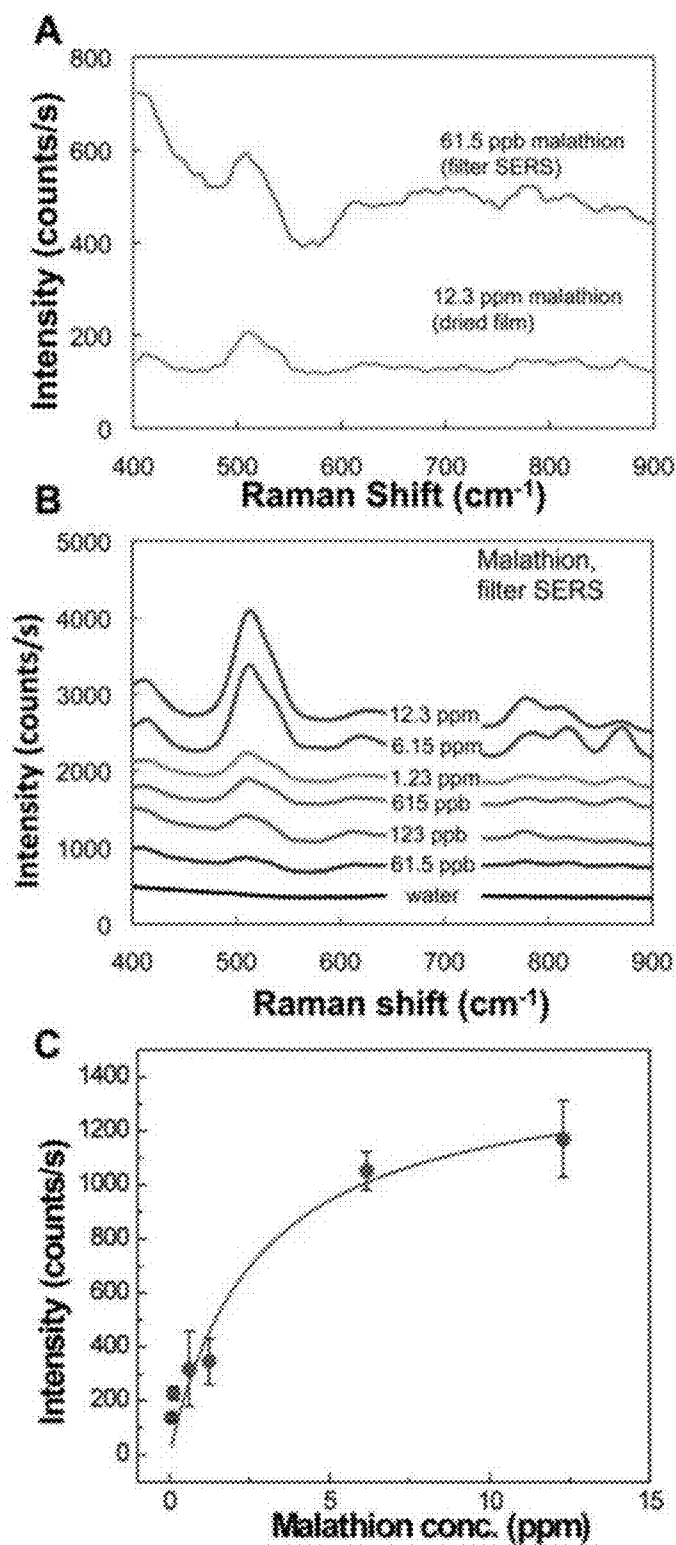 A
800
600
400
200
0
61.5 ppb malathion
(filter SERS)
12.3 ppm malathion
(dried film)
Intensity (counts/s)
400 500 600 700 800 900
Raman Shift (cm-1)
B
5000
4000
3000
2000
1000
0
Malathion,
filter SERS
12.3 ppm
6.15 ppm
1.23 ppm
615 ppb
123 ppb
61.5 ppb
water
Intensity (counts/s)
400 500 600 700 800 900
Raman shift (cm-1)
C
1400
1200
1000
800
600
400
200
0
Intensity (counts/s)
0 5 10 15
Malathion conc. (ppm)